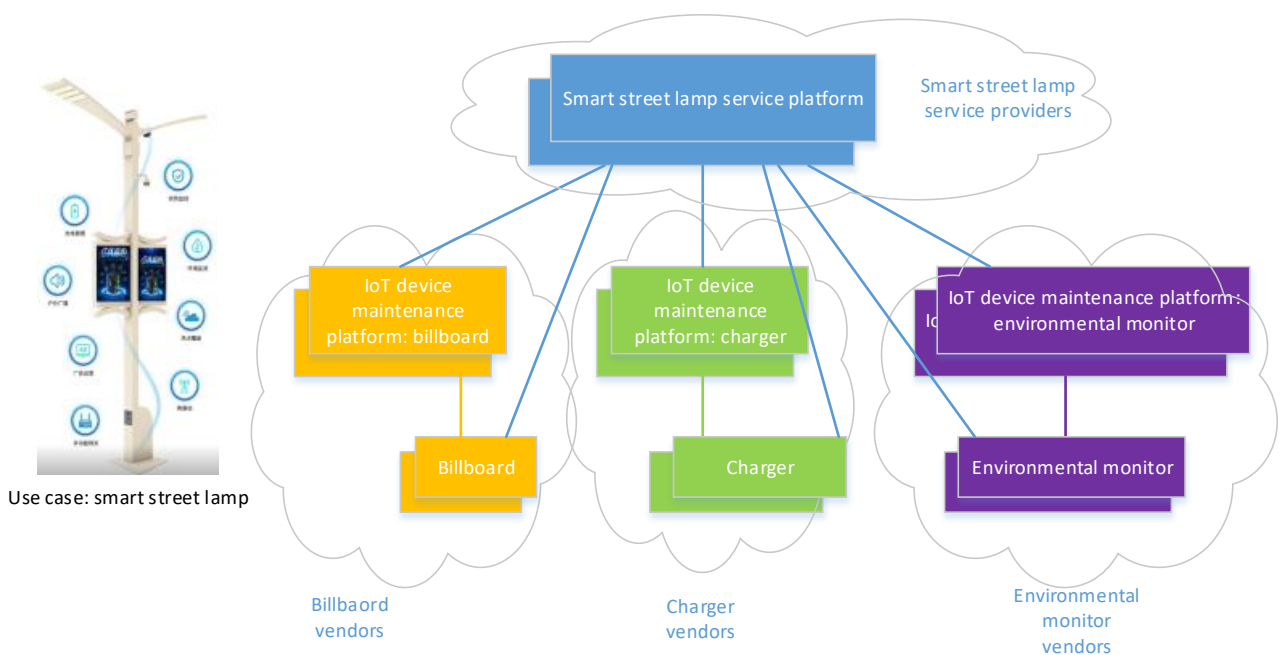 Smart street lamp service platform
Smart street lamp
service providers
IoT device
maintenance
platform: billboard
IoT device
maintenance
platform: charger
IoT device maintenance platform:
environmental monitor
Billboard
Charger
Environmental monitor
Use case: smart street lamp
Billbaord
vendors
Charger
vendors
Environmental
monitor
vendors